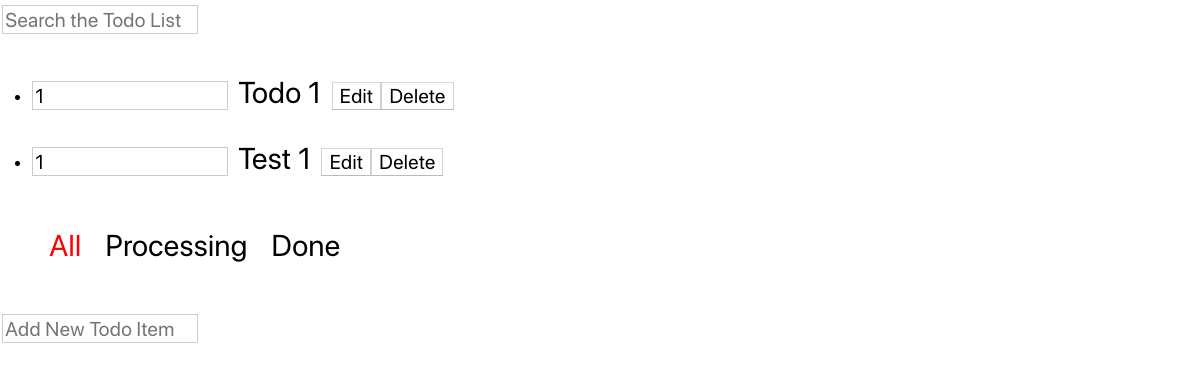 Search the Todo List
1 Todo 1 Edit Delete
1 Test 1 Edit Delete
All Processing Done
Add New Todo Item